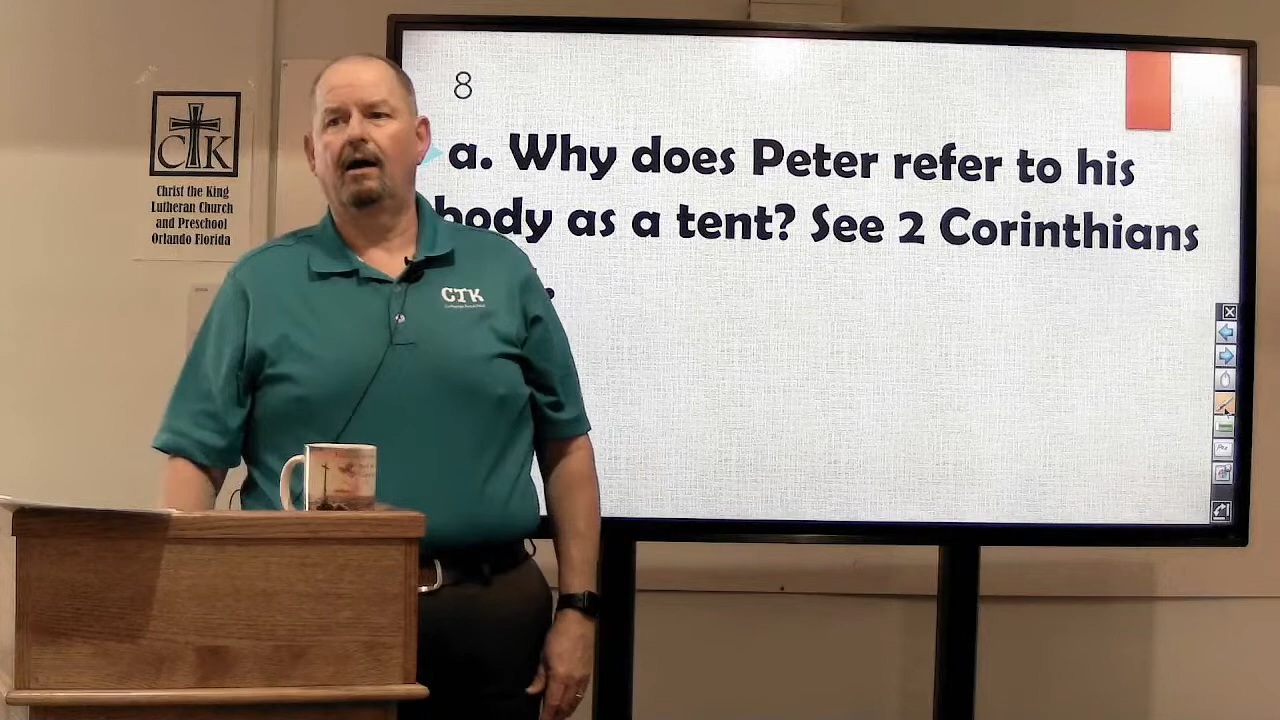 8
a. Why does Peter refer to his
body as a tent? See 2 Corinthians
CTK
Christ the King
Lutheran Church
and Preschool
Orlando Florida
CTK